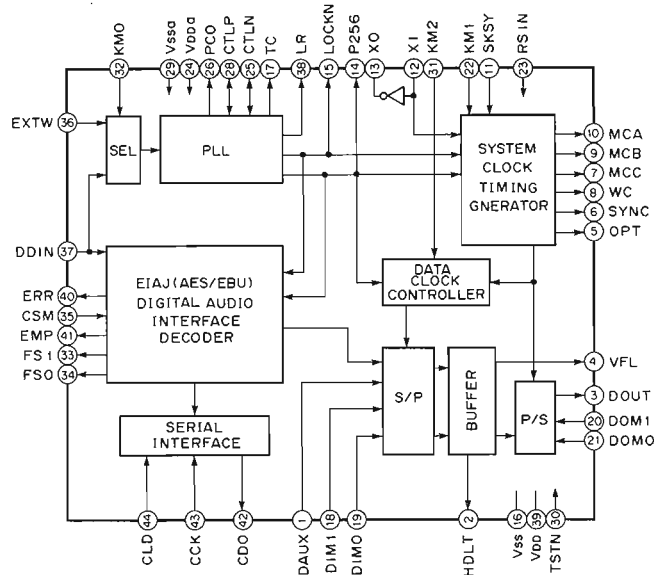 KMO
Vssa
VDDa
PCO
CTLP
CTLN
TC
LR
LOCKN
P256
XO
XI
KM2
KM1
SKSY
RSIN
32
29
24
26
28
25
17
38
15
14
13
12
31
22
11
23
EXTW 36
SEL
PLL
SYSTEM
CLOCK
TIMING
GNERATOR
10 MCA
9 MCB
7 MCC
8 WC
6 SYNC
5 OPT
DDIN 37
EIAJ(AES/EBU)
DIGITAL AUDIO
INTERFACE
DECODER
DATA
CLOCK
CONTROLLER
ERR 40
CSM 35
EMP 41
FS1 33
FS0 34
S/P
BUFFER
P/S
4 VFL
3 DOUT
20 DOM1
21 DOMO
SERIAL
INTERFACE
44
43
42
1
18
19
2
16
39
30
CLD
CCK
CDO
DAUX
DIM1
DIMO
HDLT
Vss
VDD
TSTN